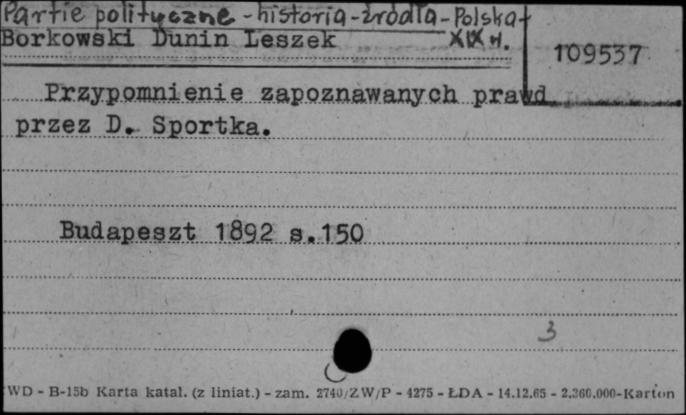 Partie polityczne - historia - źródła - Polska -
Borkowski Dunin Leszek XIX w.
109537
Przypomnienie zapoznawanych prawd
przez D. Sportka.
Budapeszt 1892 s.150
3
WD - B-15b Karta katal. (z liniat.) - zam. 2740/ZW/P - 4275 - ŁDA - 14.12.65 - 2.360.000 - Karton